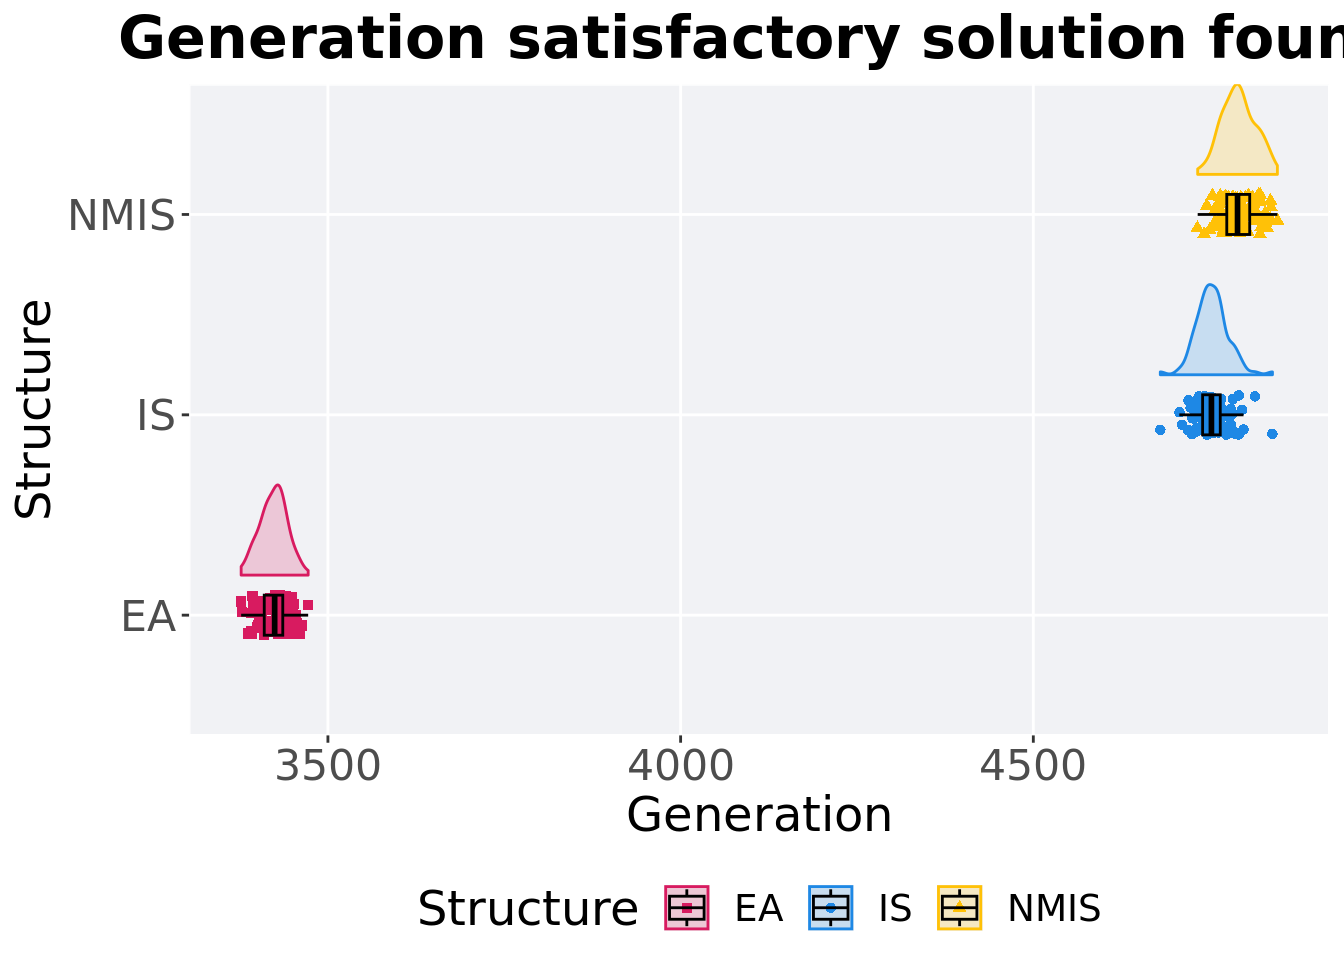 Generation satisfactory solution foun
NMIS
IS
EA
Structure
3500 4000 4500
Generation
Structure EA IS NMIS